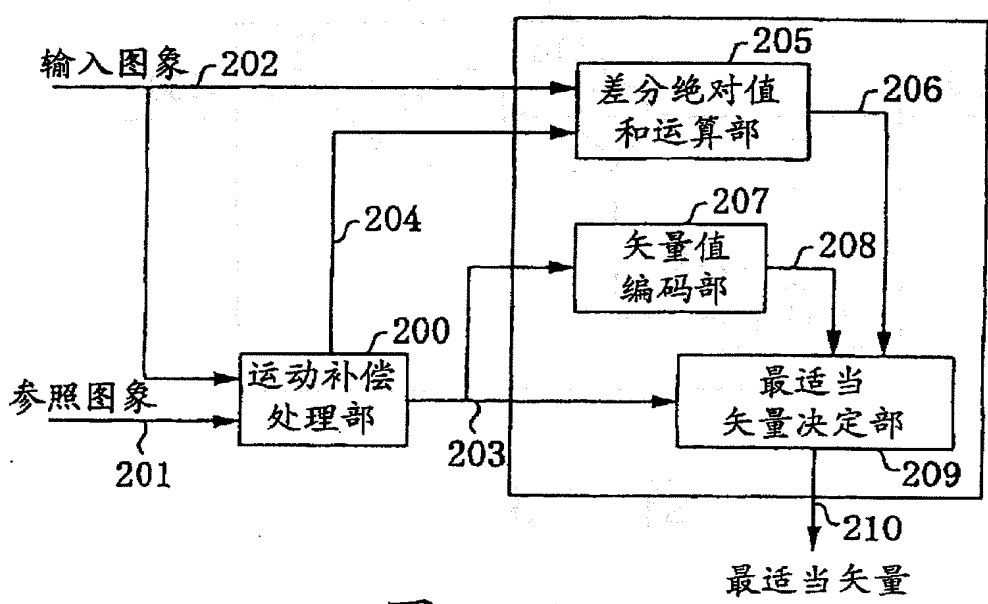 输入图象
202
205
差分绝对值
和运算部
206
204
207
矢量值
编码部
208
200
运动补偿
处理部
参照图象
201
203
最适当
矢量决定部
209
210
最适当矢量